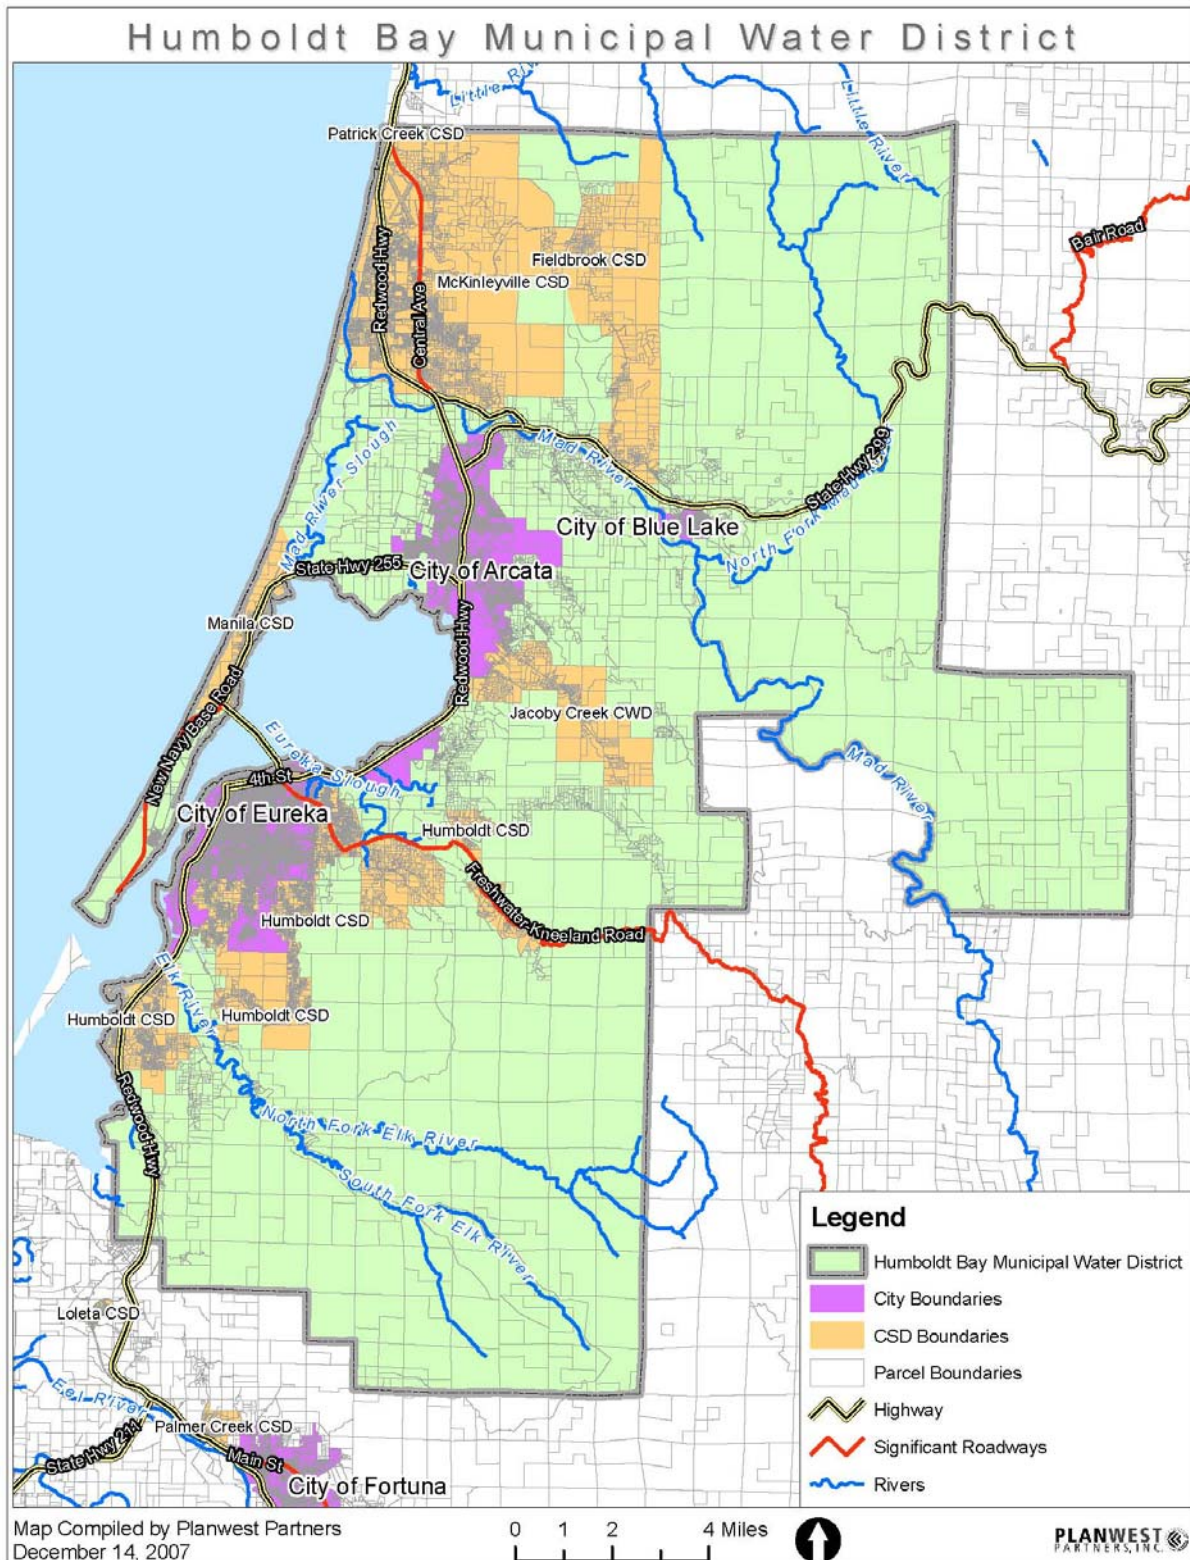 Humboldt Bay Municipal Water District
Little River
Little River
Patrick Creek CSD
Bair Road
Fieldbrook CSD
McKinleyville CSD
Redwood Hwy
Central Ave
Mad River Slough
Mad River
State Hwy 299
City of Blue Lake
North Fork Mad River
State Hwy 255
City of Arcata
Manila CSD
Redwood Hwy
New Navy Base Road
Jacoby Creek CWD
Eureka Slough
Mad River
4th St
City of Eureka
Humboldt CSD
Freshwater-Kneeland Road
Humboldt CSD
Elk River
Humboldt CSD
Humboldt CSD
Redwood Hwy
North Fork Elk River
South Fork Elk River
Loleta CSD
Eel River
Palmer Creek CSD
State Hwy 211
Main St
City of Fortuna
Legend
Humboldt Bay Municipal Water District
City Boundaries
CSD Boundaries
Parcel Boundaries
Highway
Significant Roadways
Rivers
Map Compiled by Planwest Partners
December 14, 2007
0 1 2 4 Miles
PLANWEST
PARTNERS, INC.